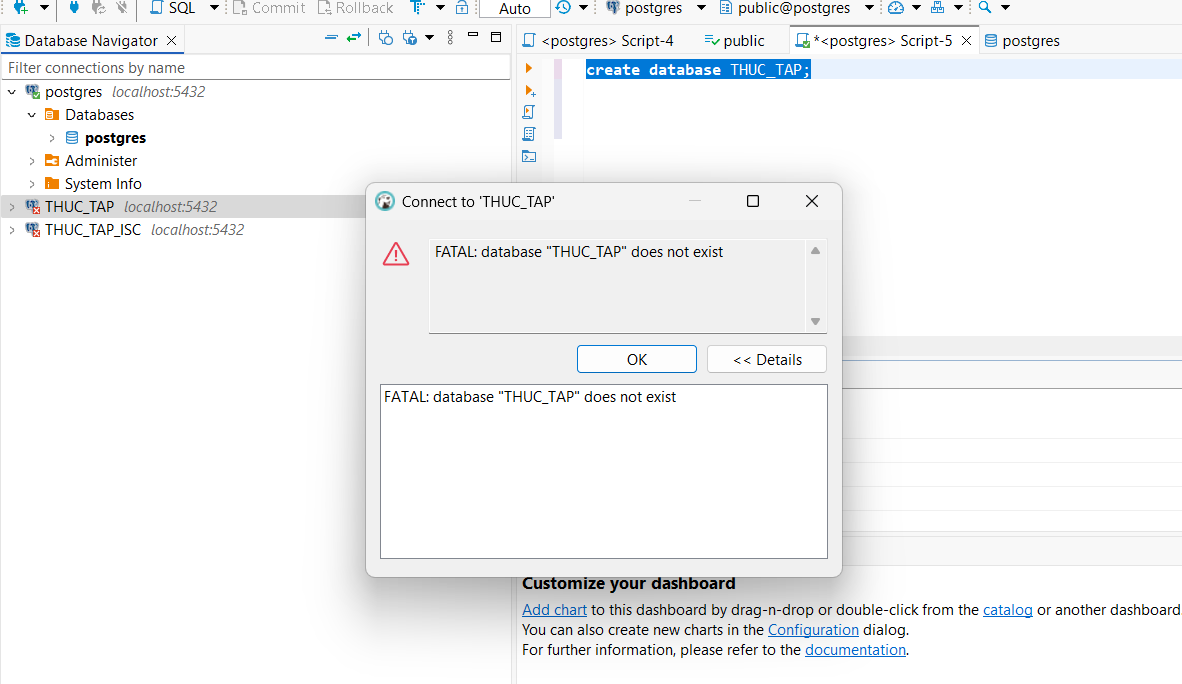 SQL Commit Rollback Auto postgres public@postgres
Database Navigator
<postgres> Script-4 public *<postgres> Script-5 postgres
Filter connections by name
create database THUC_TAP;
postgres localhost:5432
Databases
postgres
Administer
System Info
THUC_TAP localhost:5432
THUC_TAP_ISC localhost:5432
Connect to 'THUC_TAP'
FATAL: database "THUC_TAP" does not exist
OK << Details
FATAL: database "THUC_TAP" does not exist
Customize your dashboard
Add chart to this dashboard by drag-n-drop or double-click from the catalog or another dashboard.
You can also create new charts in the Configuration dialog.
For further information, please refer to the documentation.